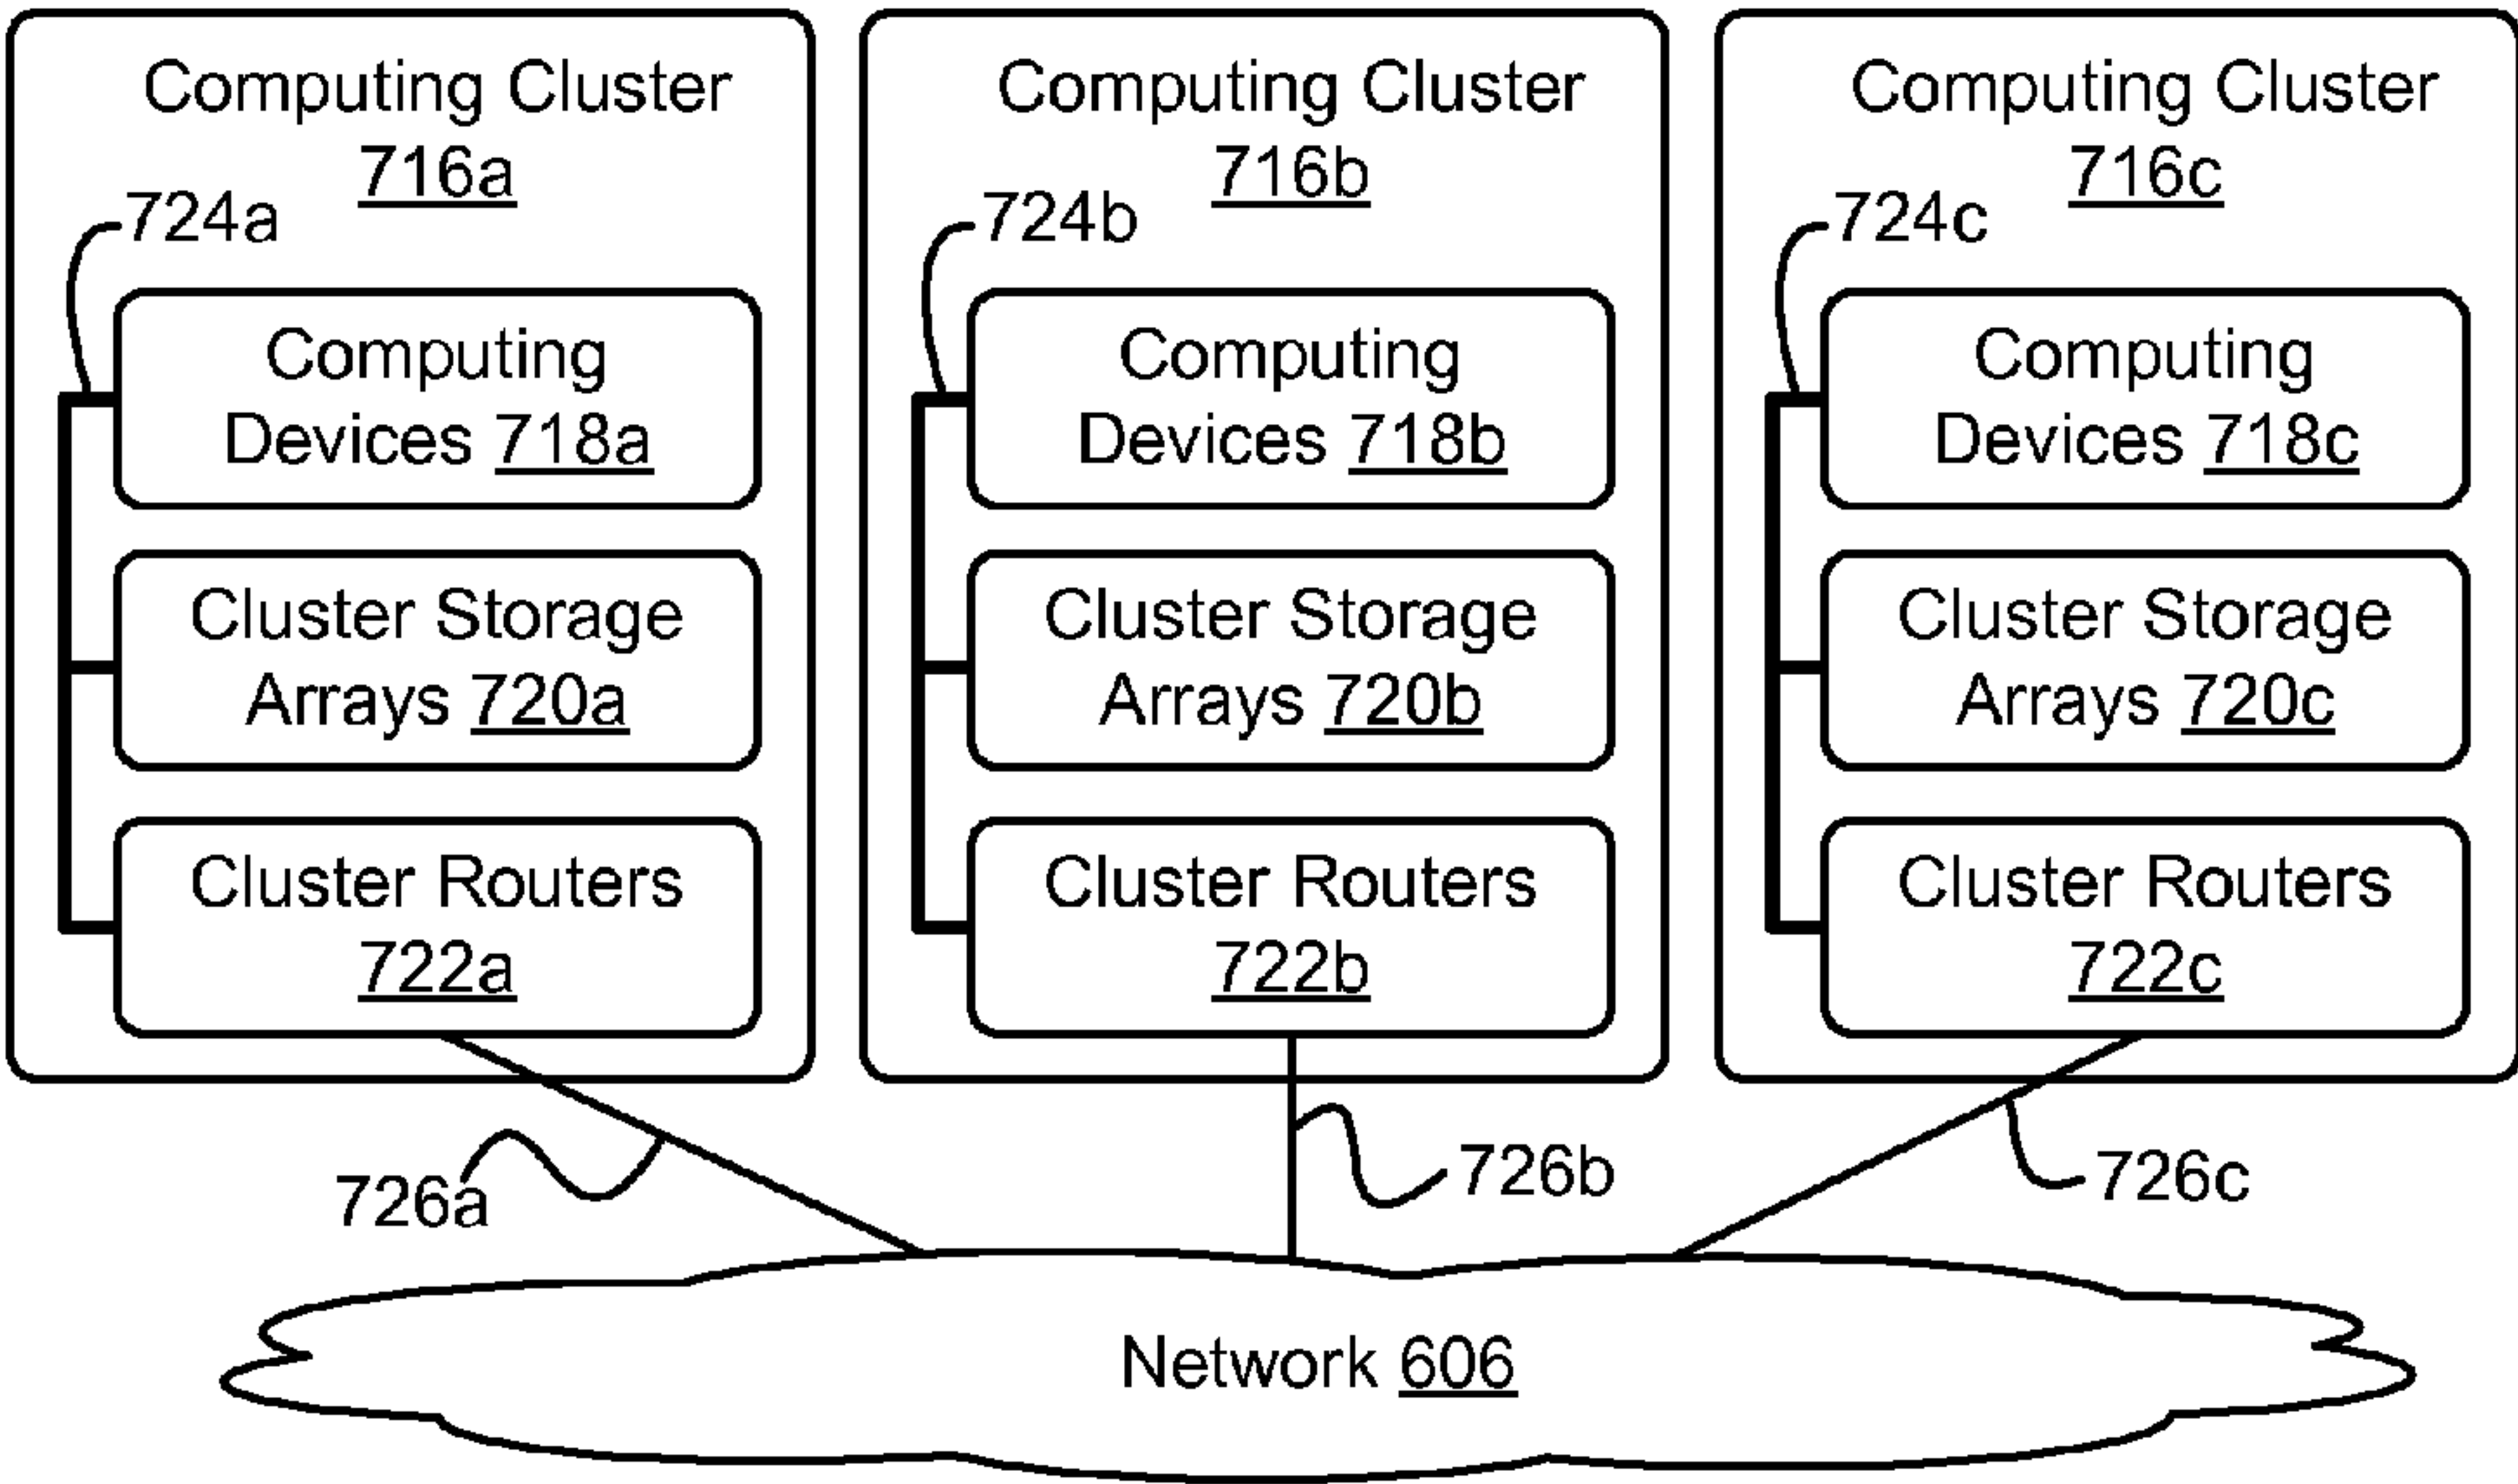 Computing Cluster
716a
724a
Computing
Devices 718a
Cluster Storage
Arrays 720a
Cluster Routers
722a
Computing Cluster
716b
724b
Computing
Devices 718b
Cluster Storage
Arrays 720b
Cluster Routers
722b
Computing Cluster
716c
724c
Computing
Devices 718c
Cluster Storage
Arrays 720c
Cluster Routers
722c
726a
726b
726c
Network 606